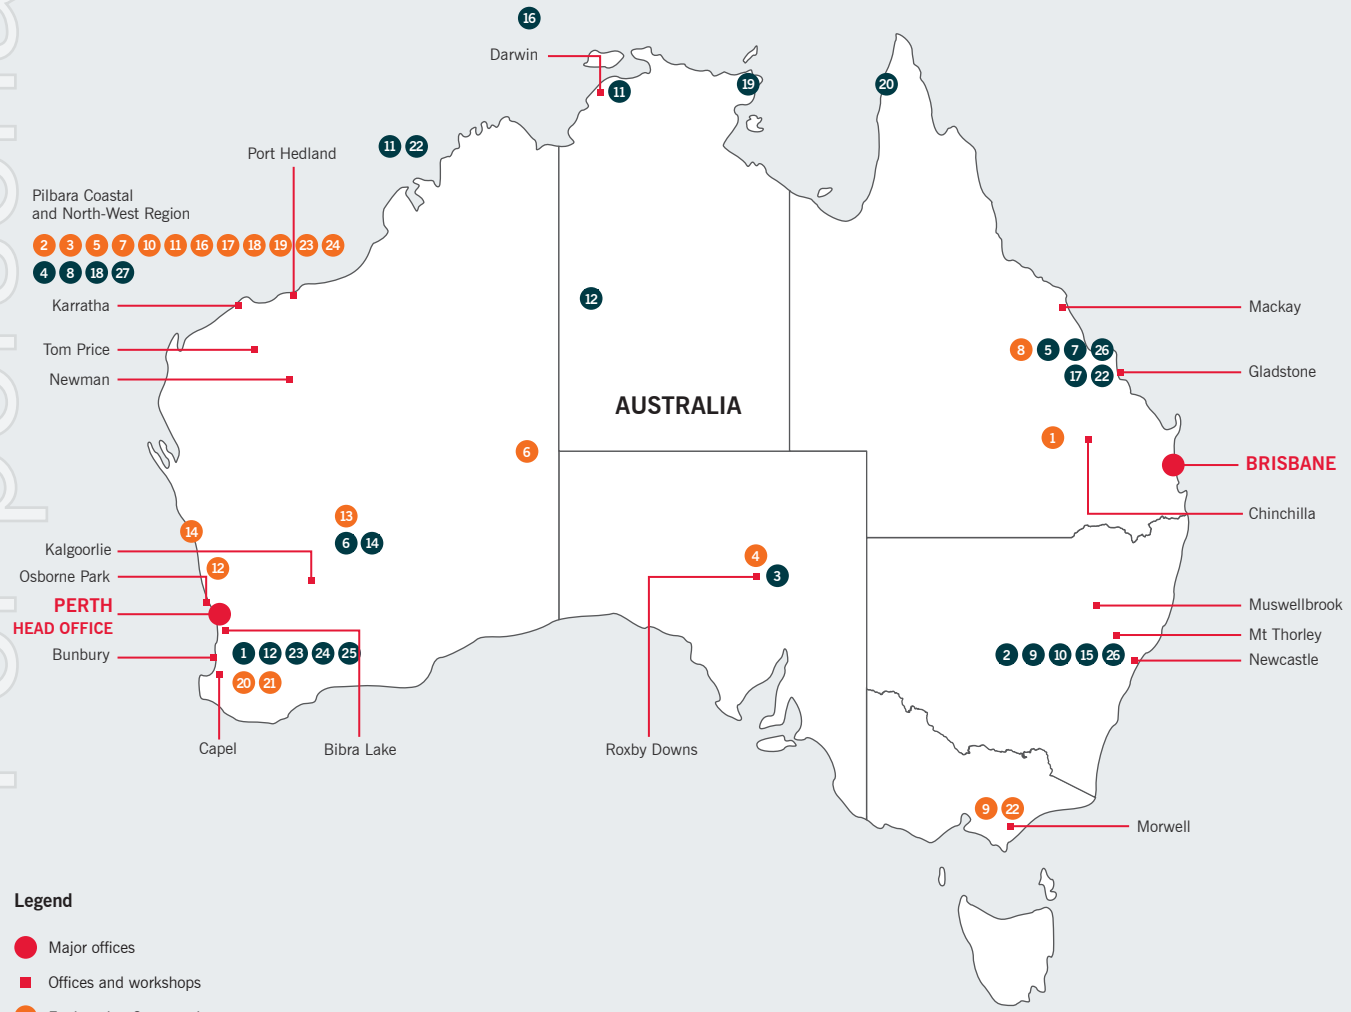 16
Darwin
11
19
20
11 22
Port Hedland
Pilbara Coastal
and North-West Region
2 3 5 7 10 11 16 17 18 19 23 24
4 8 18 27
Karratha
12
Mackay
Tom Price
8 5 7 26
Newman
17 22
Gladstone
AUSTRALIA
6
1
BRISBANE
13
Chinchilla
14
6 14
Kalgoorlie
4
12
Osborne Park
3
PERTH
HEAD OFFICE
Muswellbrook
Mt Thorley
Bunbury
1 12 23 24 25
2 9 10 15 26
Newcastle
20 21
Capel
Bibra Lake
Roxby Downs
9 22
Morwell
Legend
Major offices
Offices and workshops